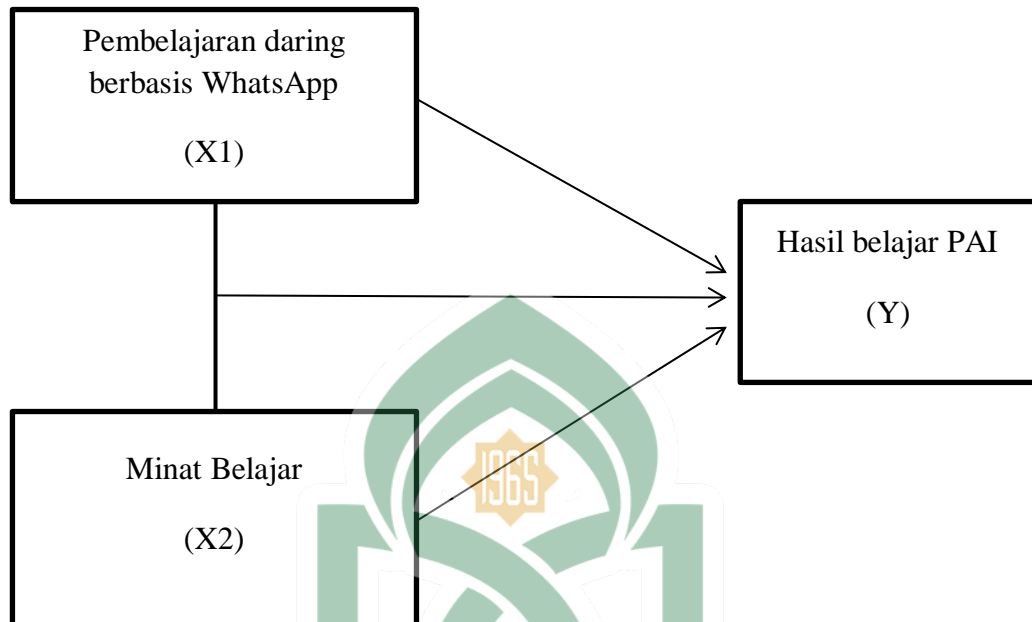 Pembelajaran daring
berbasis WhatsApp
(X1)
Hasil belajar PAI
(Y)
Minat Belajar
(X2)
1965